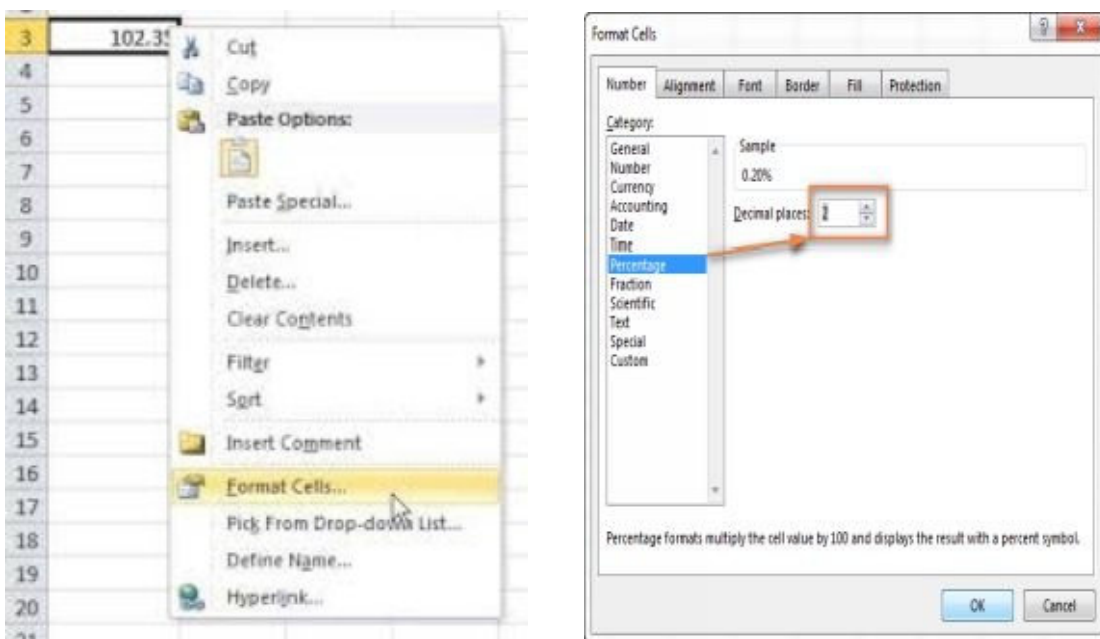 3 102.35
4
5
6
7
8
9
10
11
12
13
14
15
16
17
18
19
20
Cut
Copy
Paste Options:
Paste Special...
Insert...
Delete...
Clear Contents
Filter
Sort
Insert Comment
Format Cells...
Pick From Drop-down List...
Define Name...
Hyperlink...
Format Cells
Number Alignment Font Border Fill Protection
Category:
General
Number
Currency
Accounting
Date
Time
Percentage
Fraction
Scientific
Text
Special
Custom
Sample
0.20%
Decimal places: 2
Percentage formats multiply the cell value by 100 and displays the result with a percent symbol.
OK Cancel